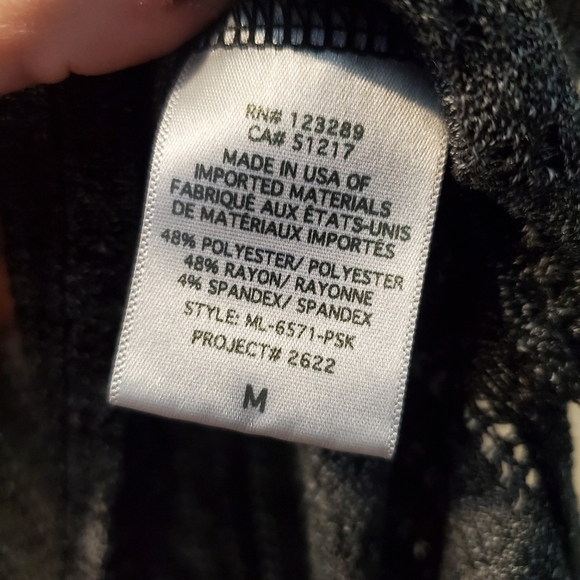 RN# 123289
CA# 51217
MADE IN USA OF
IMPORTED MATERIALS
FABRIQUÉ AUX ÉTATS-UNIS
DE MATÉRIAUX IMPORTÉS
48% POLYESTER/ POLYESTER
48% RAYON/ RAYONNE
4% SPANDEX/ SPANDEX
STYLE: ML-6571-PSK
PROJECT# 2622
M